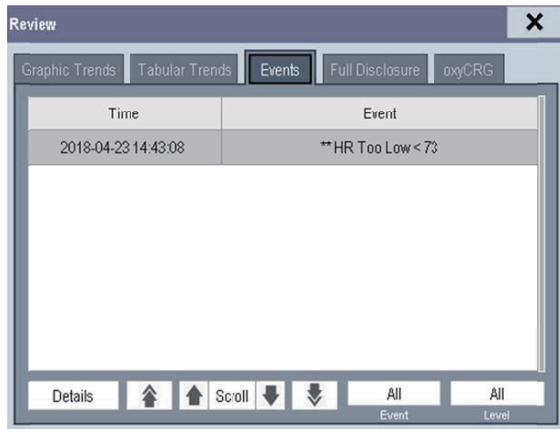 Review
Graphic Trends Tabular Trends Events Full Disclosure oxyCRG
Time Event
2018-04-23 14:43:08 ** HR Too Low < 73
Details Scroll All All
Event Level